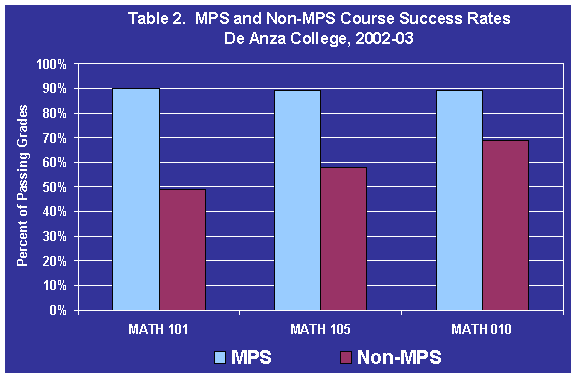 Table 2.  MPS and Non-MPS Course Success Rates
De Anza College, 2002-03
Percent of Passing Grades
100%
90%
80%
70%
60%
50%
40%
30%
20%
10%
0%
MATH 101 MATH 105 MATH 010
MPS Non-MPS